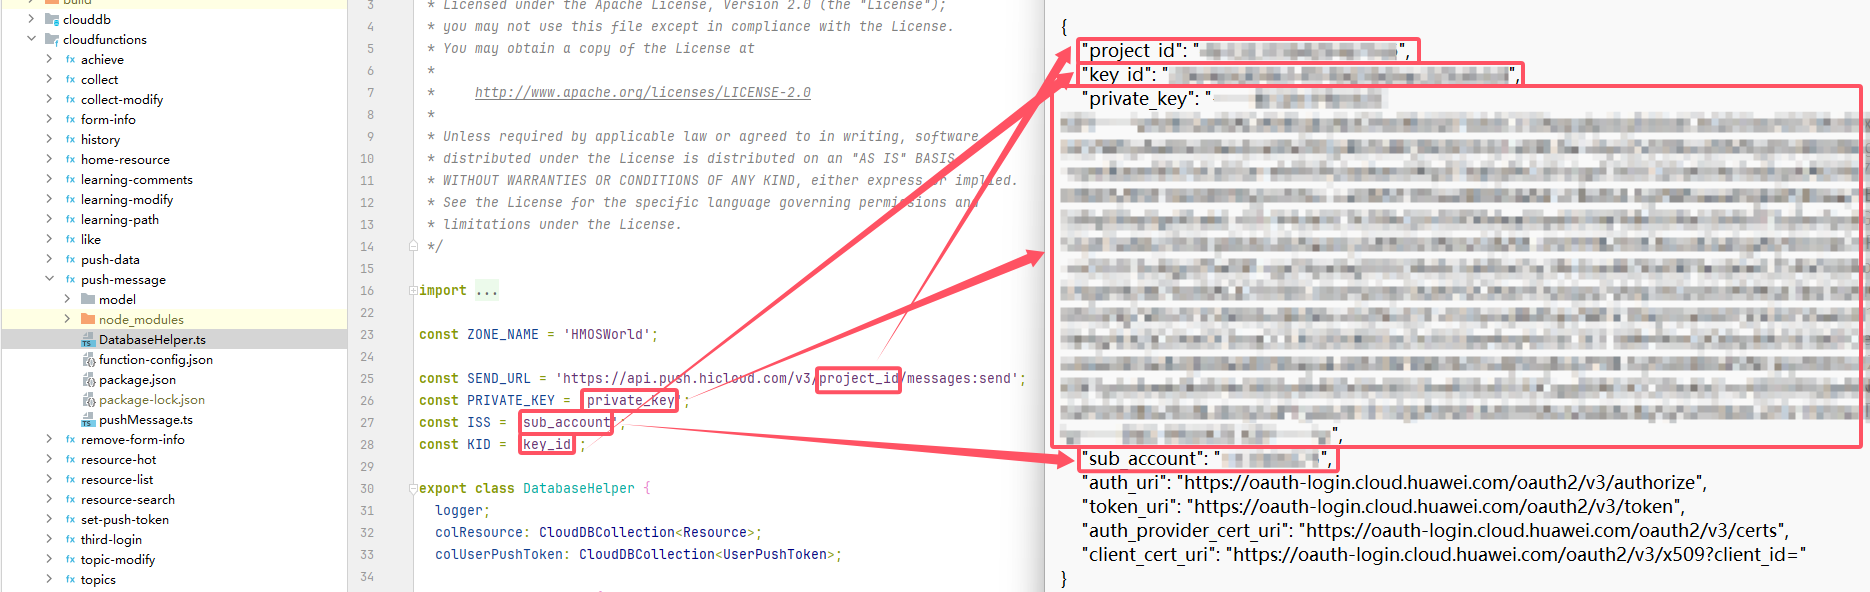 build
clouddb
cloudfunctions
achieve
collect
collect-modify
form-info
history
home-resource
learning-comments
learning-modify
learning-path
like
push-data
push-message
model
node_modules
DatabaseHelper.ts
function-config.json
package.json
package-lock.json
pushMessage.ts
remove-form-info
resource-hot
resource-list
resource-search
set-push-token
third-login
topic-modify
topics
3 * Licensed under the Apache License, Version 2.0 (the "License");
4 * you may not use this file except in compliance with the License.
5 * You may obtain a copy of the License at
6 *
7 * http://www.apache.org/licenses/LICENSE-2.0
8 *
9 * Unless required by applicable law or agreed to in writing, software
10 * distributed under the License is distributed on an "AS IS" BASIS
11 * WITHOUT WARRANTIES OR CONDITIONS OF ANY KIND, either express or implied.
12 * See the License for the specific language governing permissions and
13 * limitations under the License.
14 */
15
16 import ...
22
23 const ZONE_NAME = 'HMOSWorld';
24
25 const SEND_URL = 'https://api.push.hicloud.com/v3/project_id/messages:send';
26 const PRIVATE_KEY = 'private_key';
27 const ISS = 'sub_account';
28 const KID = 'key_id';
29
30 export class DatabaseHelper {
31 logger;
32 colResource: CloudDBCollection<Resource>;
33 colUserPushToken: CloudDBCollection<UserPushToken>;
34
{
"project_id": "
",
"key_id": "
",
"private_key": "
",
"sub_account": "
",
"auth_uri": "https://oauth-login.cloud.huawei.com/oauth2/v3/authorize",
"token_uri": "https://oauth-login.cloud.huawei.com/oauth2/v3/token",
"auth_provider_cert_uri": "https://oauth-login.cloud.huawei.com/oauth2/v3/certs",
"client_cert_uri": "https://oauth-login.cloud.huawei.com/oauth2/v3/x509?client_id="
}